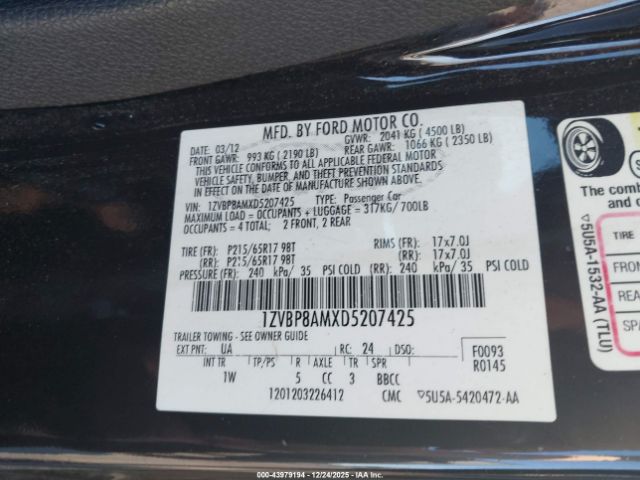 MFD. BY FORD MOTOR CO.
DATE: 03/12 GVWR: 2041 KG ( 4500 LB)
FRONT GAWR: 993 KG ( 2190 LB) REAR GAWR: 1066 KG ( 2350 LB)
THIS VEHICLE CONFORMS TO ALL APPLICABLE FEDERAL MOTOR
VEHICLE SAFETY, BUMPER, AND THEFT PREVENTION STANDARDS
IN EFFECT ON THE DATE OF MANUFACTURE SHOWN ABOVE.
VIN: 1ZVBP8AMXD5207425 TYPE: Passenger Car
MAXIMUM LOAD = OCCUPANTS + LUGGAGE = 317KG/ 700LB
OCCUPANTS = 4 TOTAL; 2 FRONT, 2 REAR
TIRE (FR): P215/65R17 98T RIMS (FR): 17x7.0J
(RR): P215/65R17 98T (RR): 17x7.0J
PRESSURE (FR): 240 kPa/ 35 PSI COLD (RR): 240 kPa/ 35 PSI COLD
1ZVBP8AMXD5207425
TRAILER TOWING - SEE OWNER GUIDE
EXT PNT: UA RC: 24 DSO: F0093
INT TR TP/PS R AXLE TR SPR R0145
1W 5 CC 3 BBCC
1201203226412 CMC ▽5U5A-5420472-AA
The comb
and c
TIRE
FRO
REA
SPA
▽5U5A-1532-AA (TLU)
© IAA 43979194 - 12/24/2025 - IAAI.COM